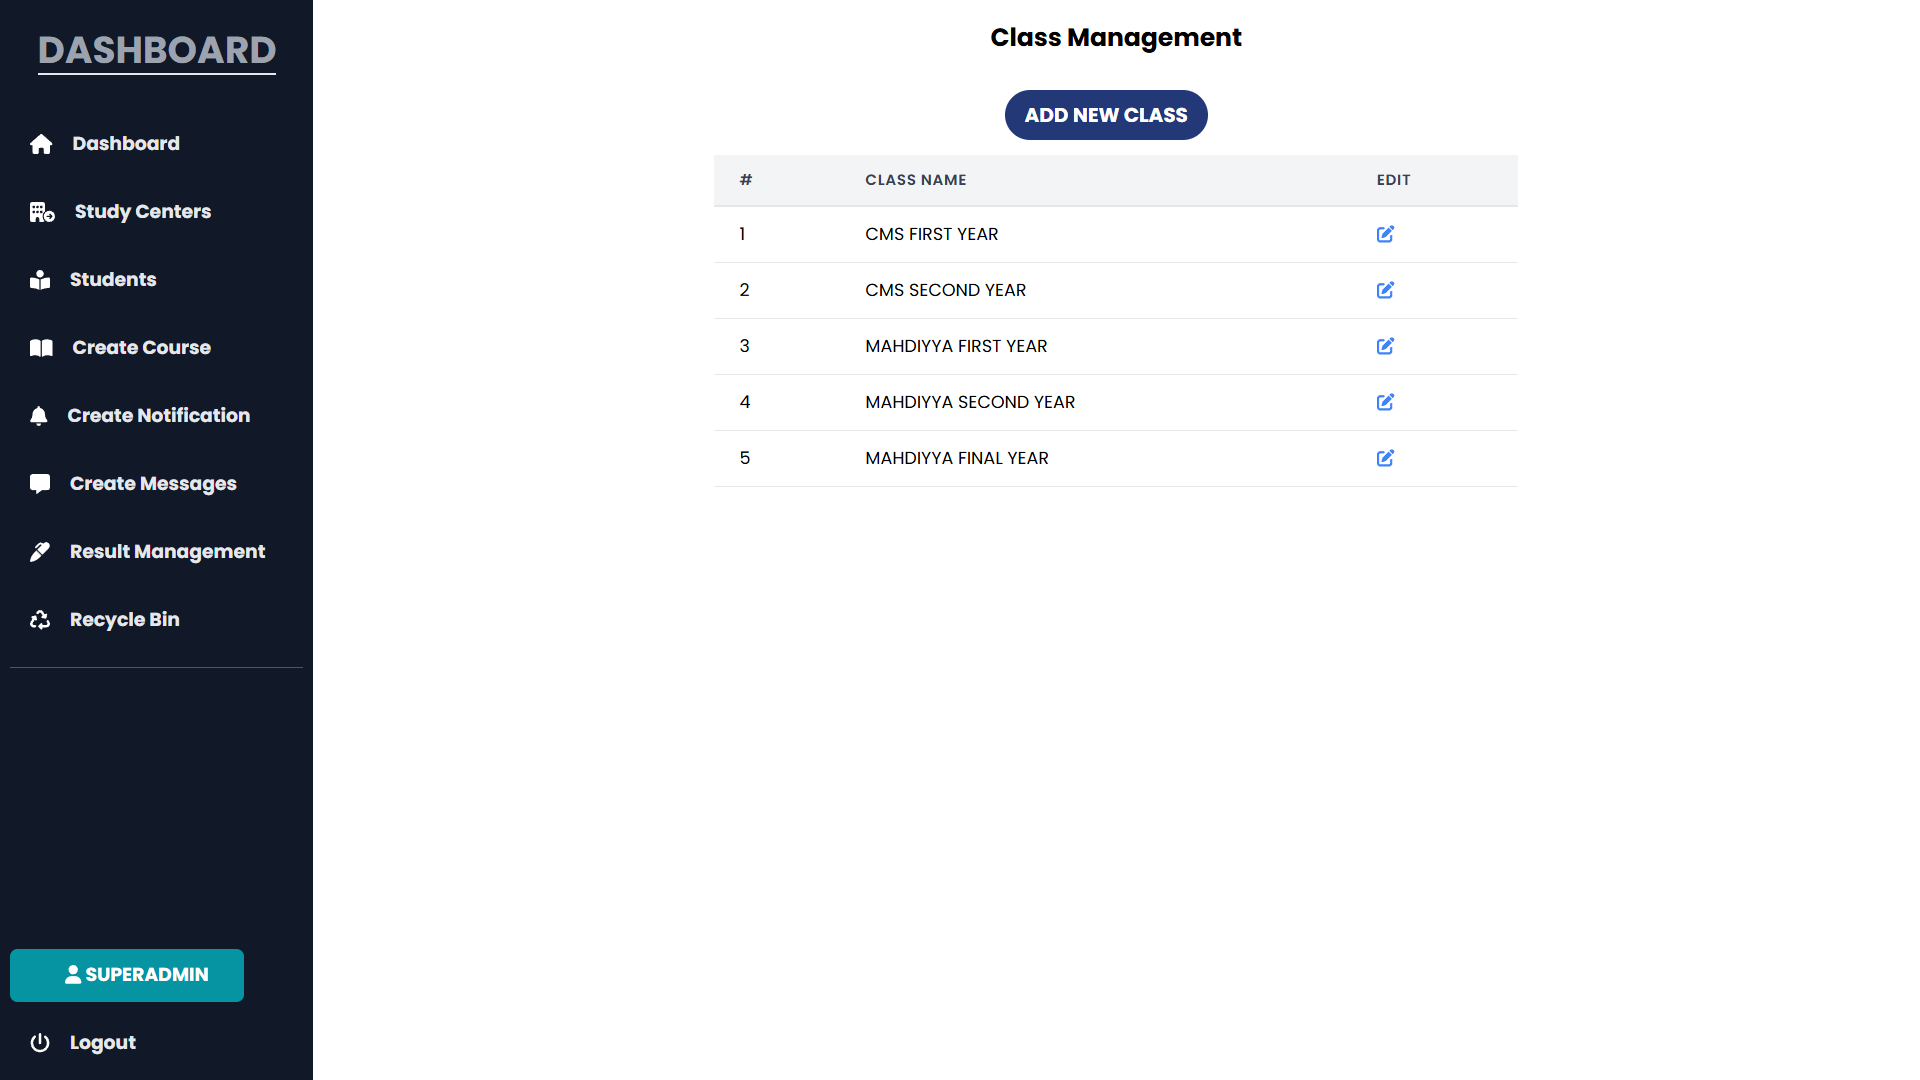 DASHBOARD
Dashboard
Study Centers
Students
Create Course
Create Notification
Create Messages
Result Management
Recycle Bin
SUPERADMIN
Logout
Class Management
ADD NEW CLASS
# CLASS NAME EDIT
1 CMS FIRST YEAR
2 CMS SECOND YEAR
3 MAHDIYYA FIRST YEAR
4 MAHDIYYA SECOND YEAR
5 MAHDIYYA FINAL YEAR